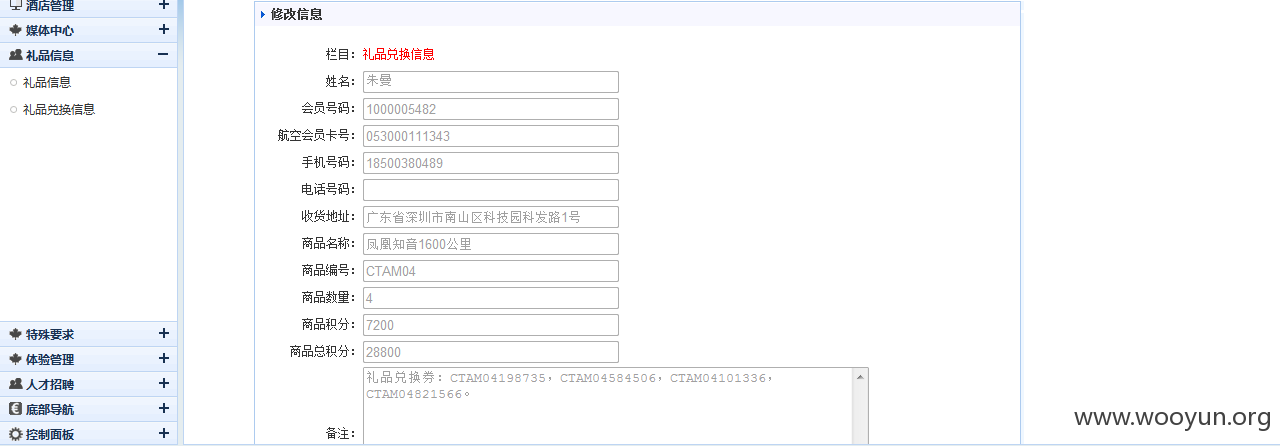 酒店管理
媒体中心
礼品信息
礼品信息
礼品兑换信息
特殊要求
体验管理
人才招聘
底部导航
控制面板
修改信息
栏目：礼品兑换信息
姓名：朱曼
会员号码：1000005482
航空会员卡号：053000111343
手机号码：18500380489
电话号码：
收货地址：广东省深圳市南山区科技园科发路1号
商品名称：凤凰知音1600公里
商品编号：CTAM04
商品数量：4
商品积分：7200
商品总积分：28800
备注：礼品兑换券：CTAM04198735，CTAM04584506，CTAM04101336，
CTAM04821566。
www.wooyun.org